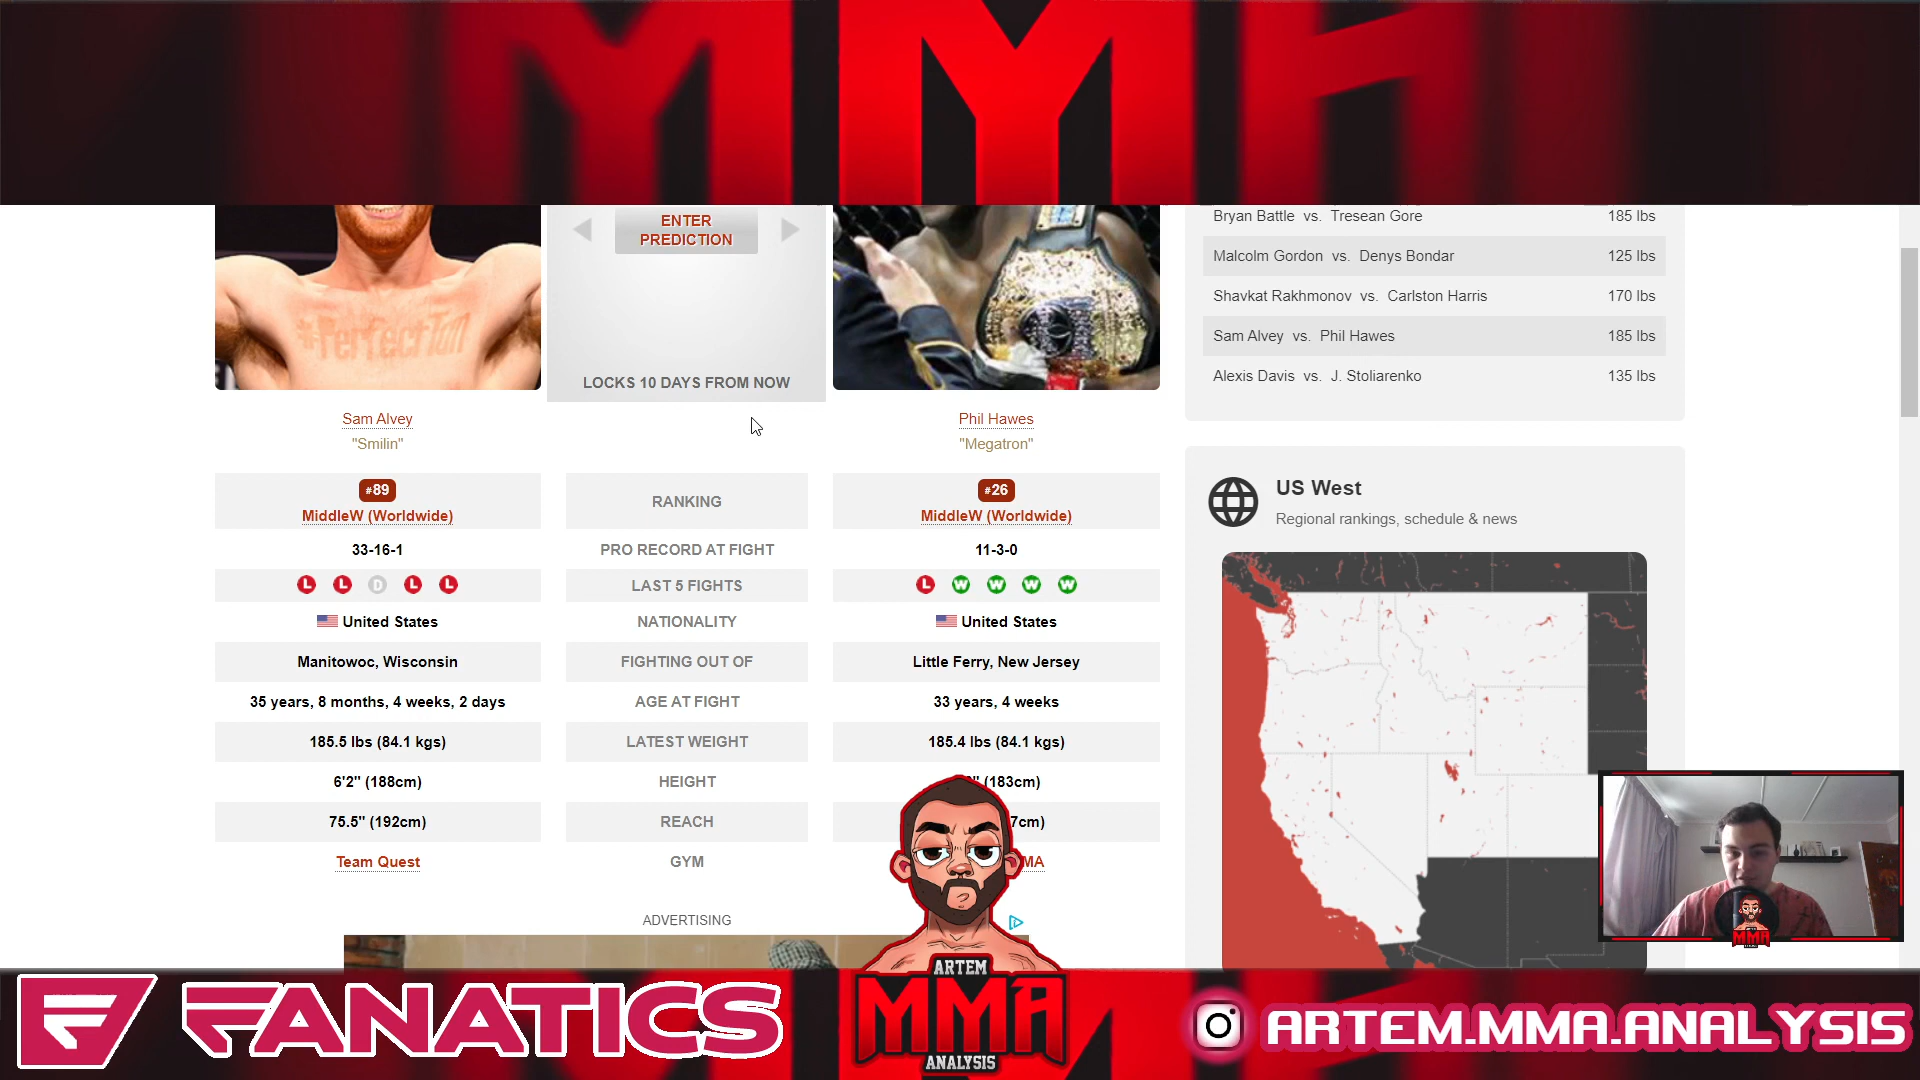 MMA
ENTER
PREDICTION
LOCKS 10 DAYS FROM NOW
#PerfectTan
Bryan Battle vs. Tresean Gore 185 lbs
Malcolm Gordon vs. Denys Bondar 125 lbs
Shavkat Rakhmonov vs. Carlston Harris 170 lbs
Sam Alvey vs. Phil Hawes 185 lbs
Alexis Davis vs. J. Stoliarenko 135 lbs
Sam Alvey Phil Hawes
"Smilin" "Megatron"
#89 RANKING #26
MiddleW (Worldwide) MiddleW (Worldwide)
33-16-1 PRO RECORD AT FIGHT 11-3-0
L L D L L LAST 5 FIGHTS L W W W W
United States NATIONALITY United States
Manitowoc, Wisconsin FIGHTING OUT OF Little Ferry, New Jersey
35 years, 8 months, 4 weeks, 2 days AGE AT FIGHT 33 years, 4 weeks
185.5 lbs (84.1 kgs) LATEST WEIGHT 185.4 lbs (84.1 kgs)
6'2" (188cm) HEIGHT (183cm)
75.5" (192cm) REACH 7cm)
Team Quest GYM MA
ADVERTISING
US West
Regional rankings, schedule & news
FANATICS
ARTEM
MMA
ANALYSIS
ARTEM.MMA.ANALYSIS
MMA